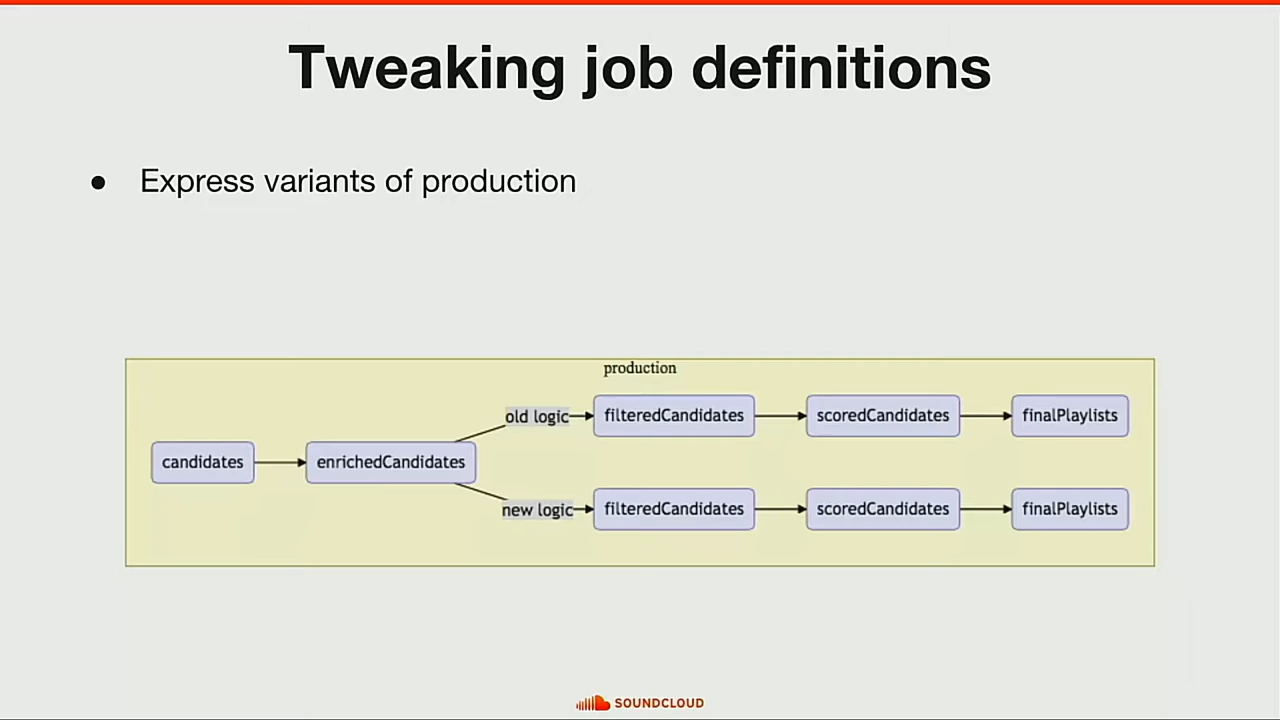 Tweaking job definitions
● Express variants of production
production
candidates
enrichedCandidates
old logic
filteredCandidates
scoredCandidates
finalPlaylists
new logic
filteredCandidates
scoredCandidates
finalPlaylists
SOUNDCLOUD